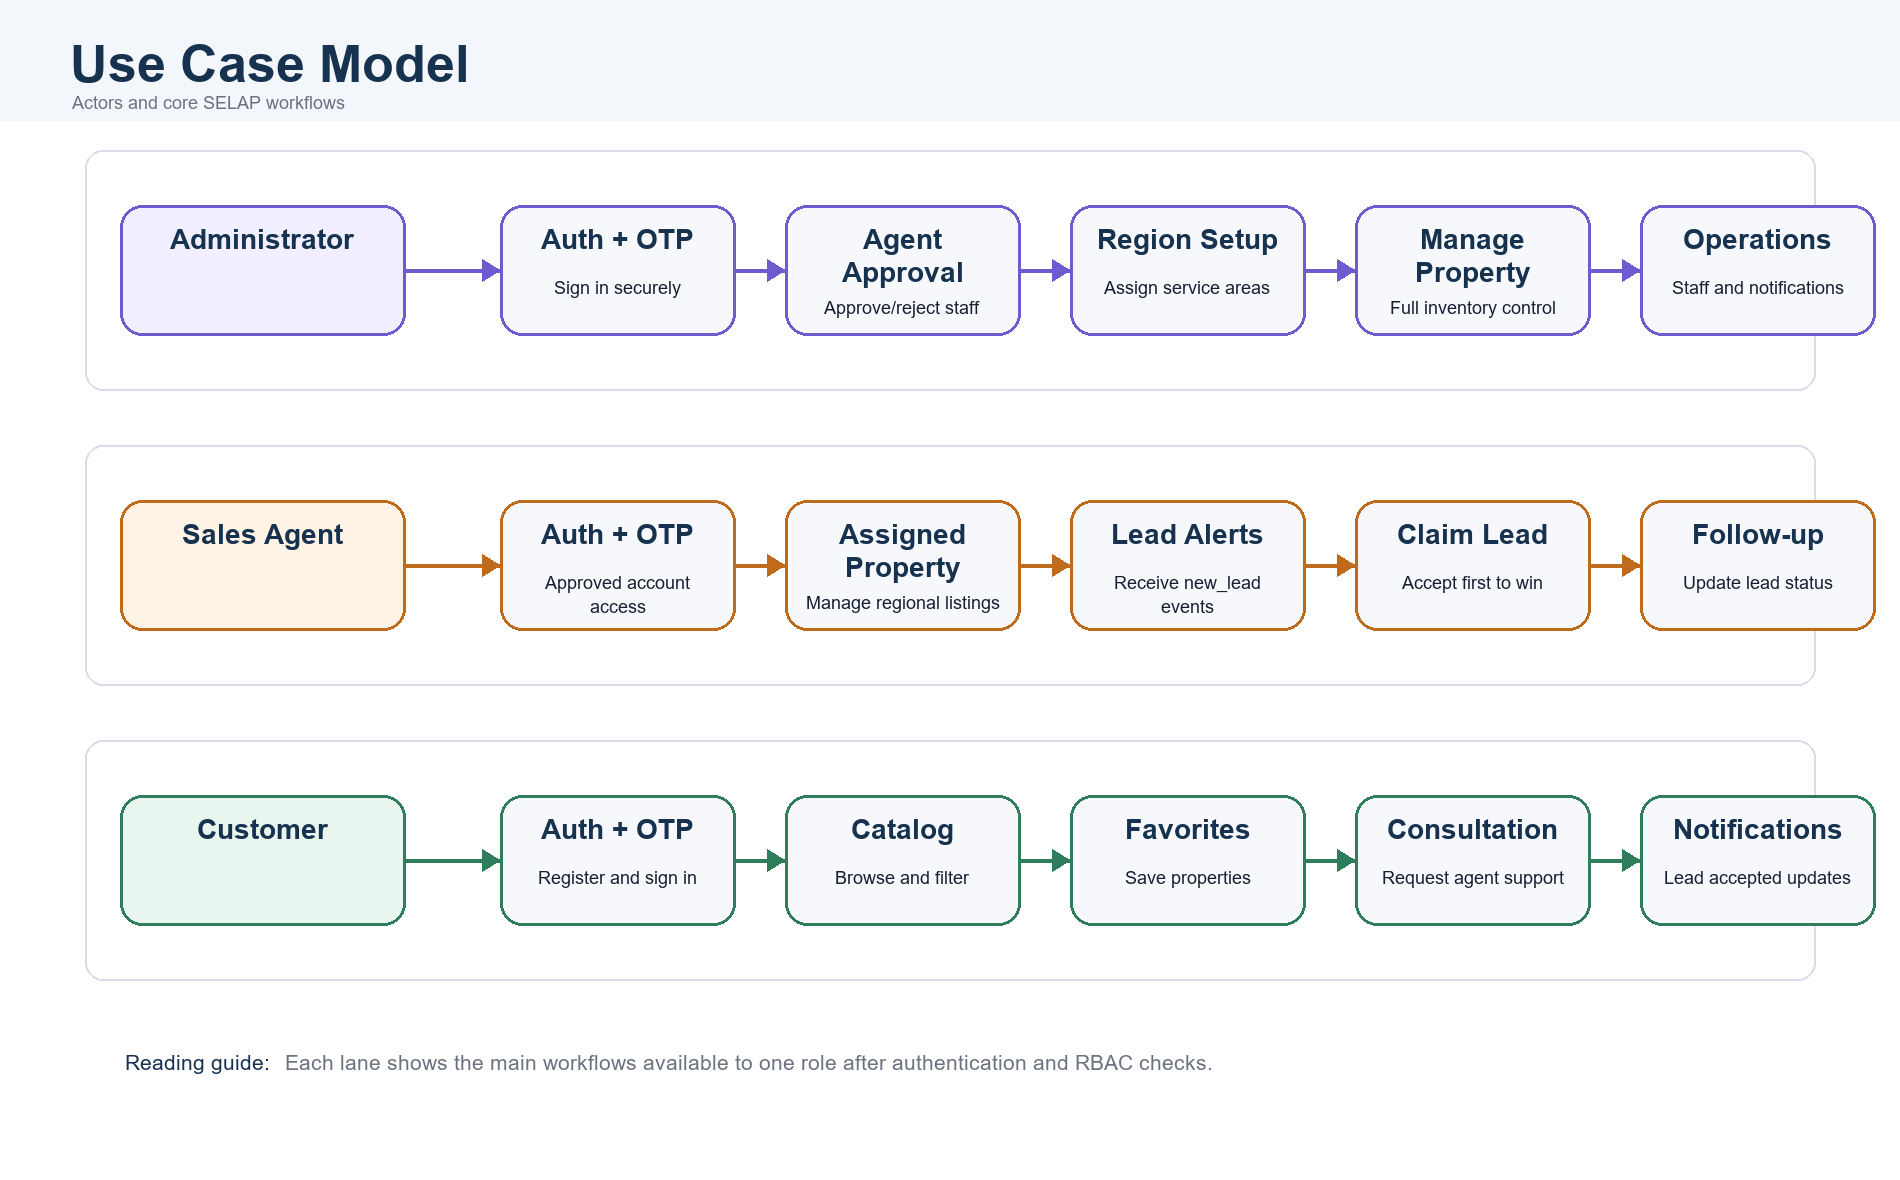 Use Case Model
Actors and core SELAP workflows
Administrator
Auth + OTP
Sign in securely
Agent
Approval
Approve/reject staff
Region Setup
Assign service areas
Manage
Property
Full inventory control
Operations
Staff and notifications
Sales Agent
Auth + OTP
Approved account
access
Assigned
Property
Manage regional listings
Lead Alerts
Receive new_lead
events
Claim Lead
Accept first to win
Follow-up
Update lead status
Customer
Auth + OTP
Register and sign in
Catalog
Browse and filter
Favorites
Save properties
Consultation
Request agent support
Notifications
Lead accepted updates
Reading guide: Each lane shows the main workflows available to one role after authentication and RBAC checks.